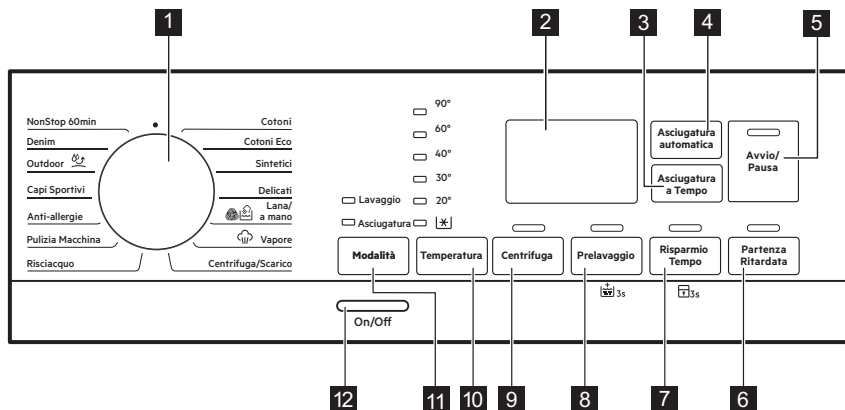 1
2
3
4
5
NonStop 60min
Denim
Outdoor
Capi Sportivi
Anti-allergie
Pulizia Macchina
Risciacquo
Cotoni
Cotoni Eco
Sintetici
Delicati
Lana/
a mano
Vapore
Centrifuga/Scarico
90°
60°
40°
30°
20°
Lavaggio
Asciugatura
Asciugatura
automatica
Asciugatura
a Tempo
Avvio/
Pausa
Modalità
Temperatura
Centrifuga
Prelavaggio
Risparmio
Tempo
Partenza
Ritardata
3s
3s
On/Off
12
11
10
9
8
7
6